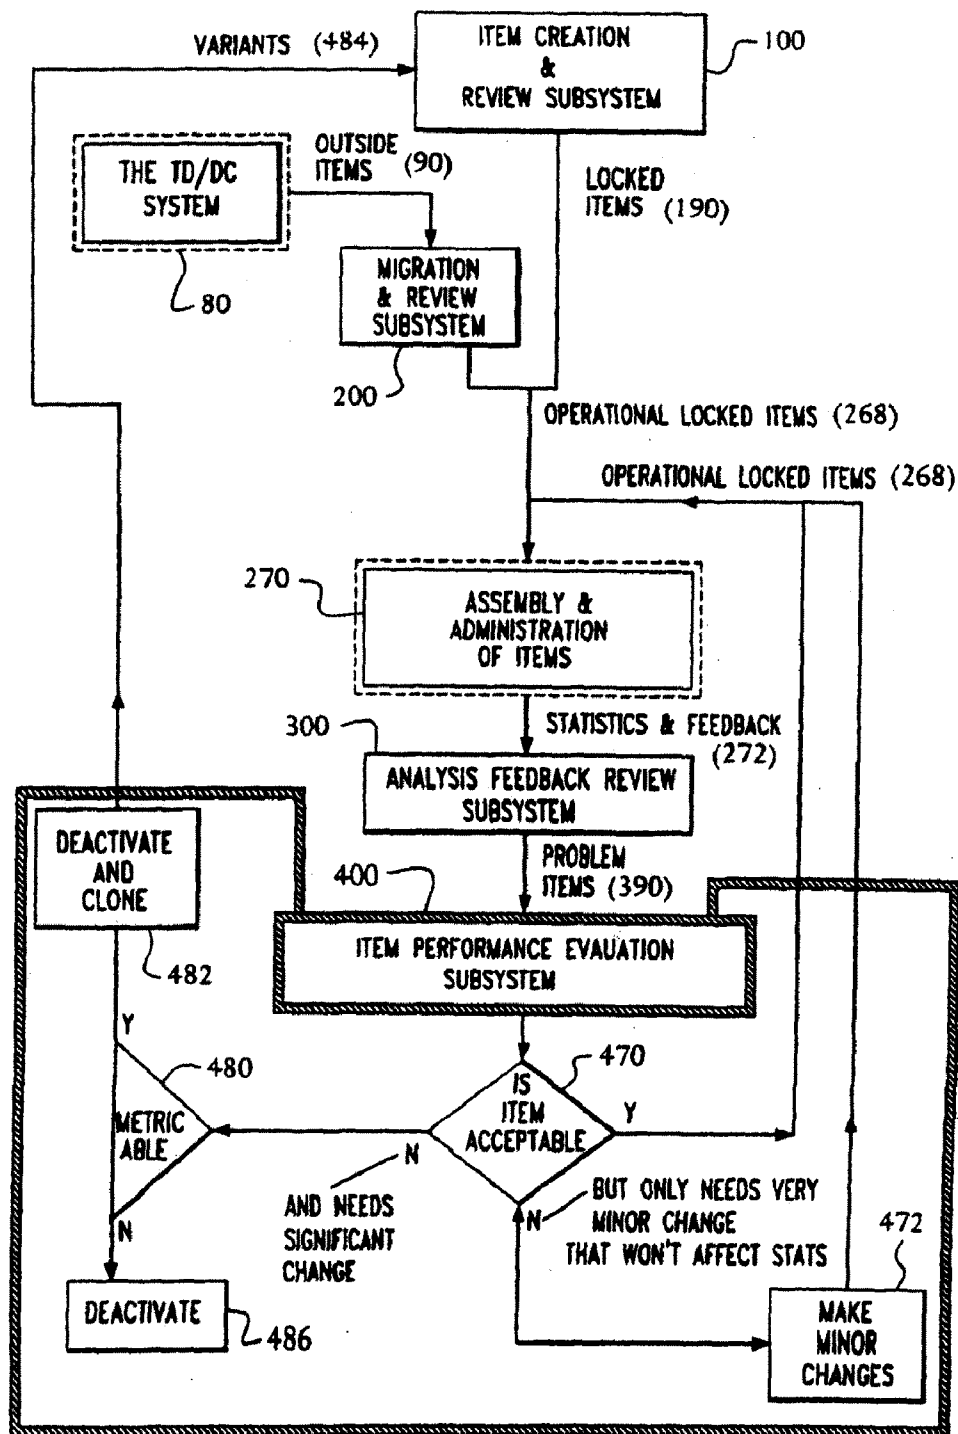 VARIANTS (484)
ITEM CREATION
&
REVIEW SUBSYSTEM
100
THE TD/DC
SYSTEM
80
OUTSIDE
ITEMS (90)
LOCKED
ITEMS (190)
MIGRATION
& REVIEW
SUBSYSTEM
200
OPERATIONAL LOCKED ITEMS (268)
OPERATIONAL LOCKED ITEMS (268)
270
ASSEMBLY &
ADMINISTRATION
OF ITEMS
STATISTICS & FEEDBACK
(272)
300
ANALYSIS FEEDBACK REVIEW
SUBSYSTEM
PROBLEM
ITEMS (390)
400
ITEM PERFORMANCE EVALUATION
SUBSYSTEM
DEACTIVATE
AND
CLONE
482
Y
480
METRIC
ABLE
N
DEACTIVATE
486
470
IS
ITEM
ACCEPTABLE
Y
N
AND NEEDS
SIGNIFICANT
CHANGE
N
BUT ONLY NEEDS VERY
MINOR CHANGE
THAT WON'T AFFECT STATS
472
MAKE
MINOR
CHANGES